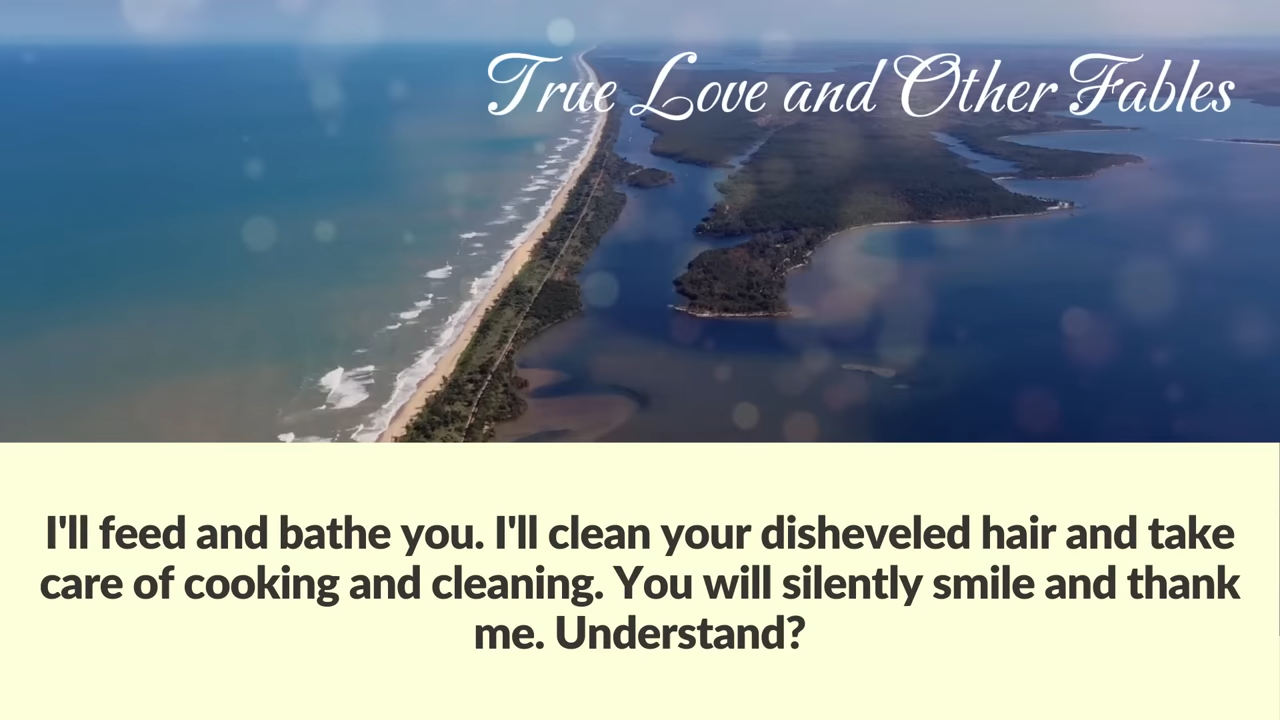 True Love and Other Fables
I'll feed and bathe you. I'll clean your disheveled hair and take
care of cooking and cleaning. You will silently smile and thank
me. Understand?